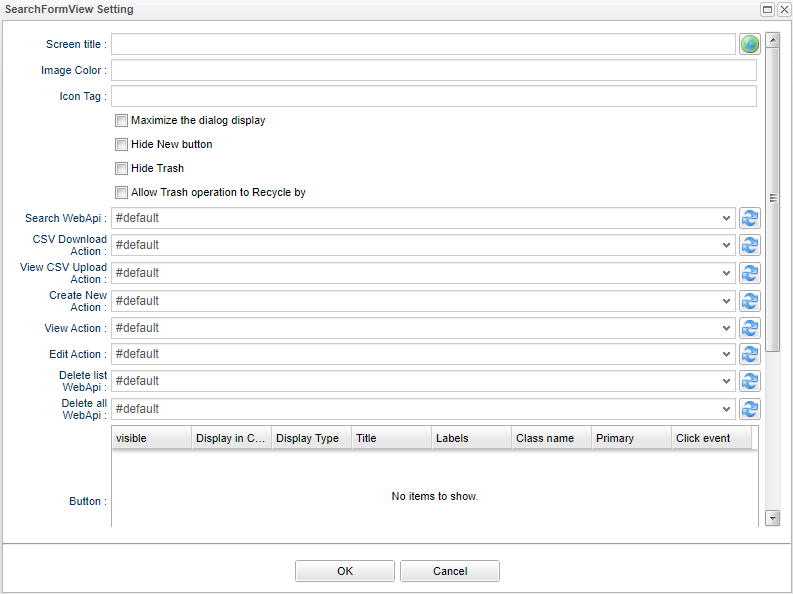 SearchFormView Setting
Screen title :
Image Color :
Icon Tag :
Maximize the dialog display
Hide New button
Hide Trash
Allow Trash operation to Recycle by
Search WebApi : #default
CSV Download
Action : #default
View CSV Upload
Action : #default
Create New
Action : #default
View Action : #default
Edit Action : #default
Delete list
WebApi : #default
Delete all
WebApi : #default
visible Display in C... Display Type Title Labels Class name Primary Click event
No items to show.
Button :
OK Cancel